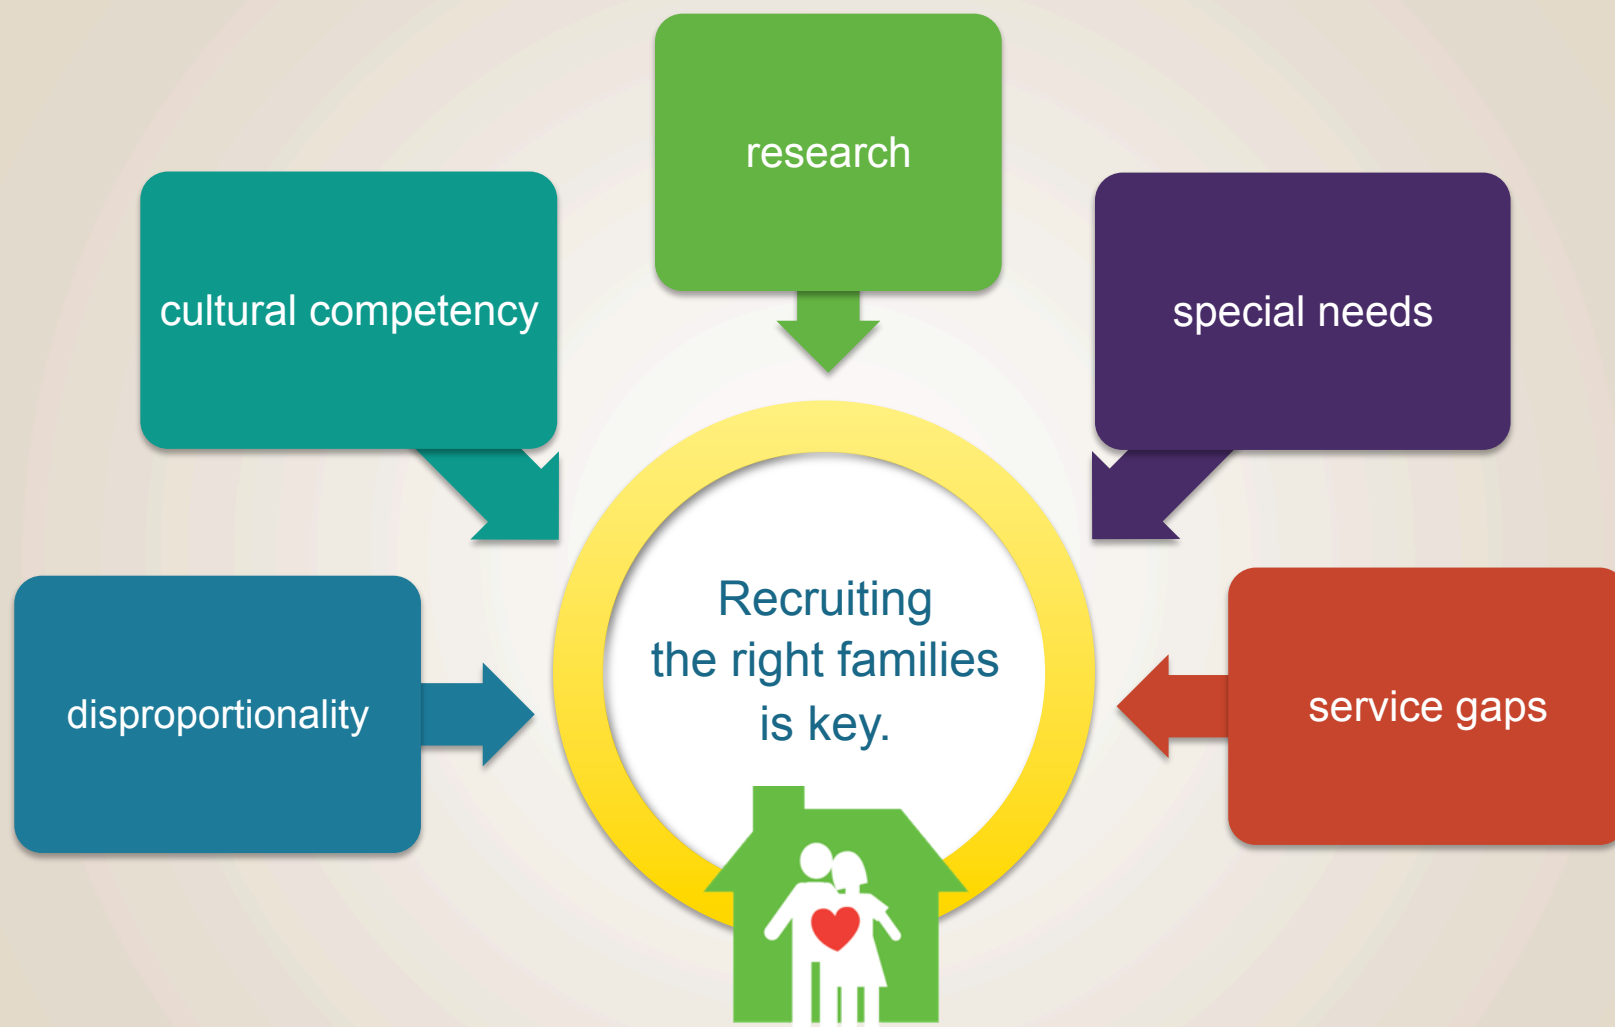 research
cultural competency
special needs
disproportionality
Recruiting
the right families
is key.
service gaps